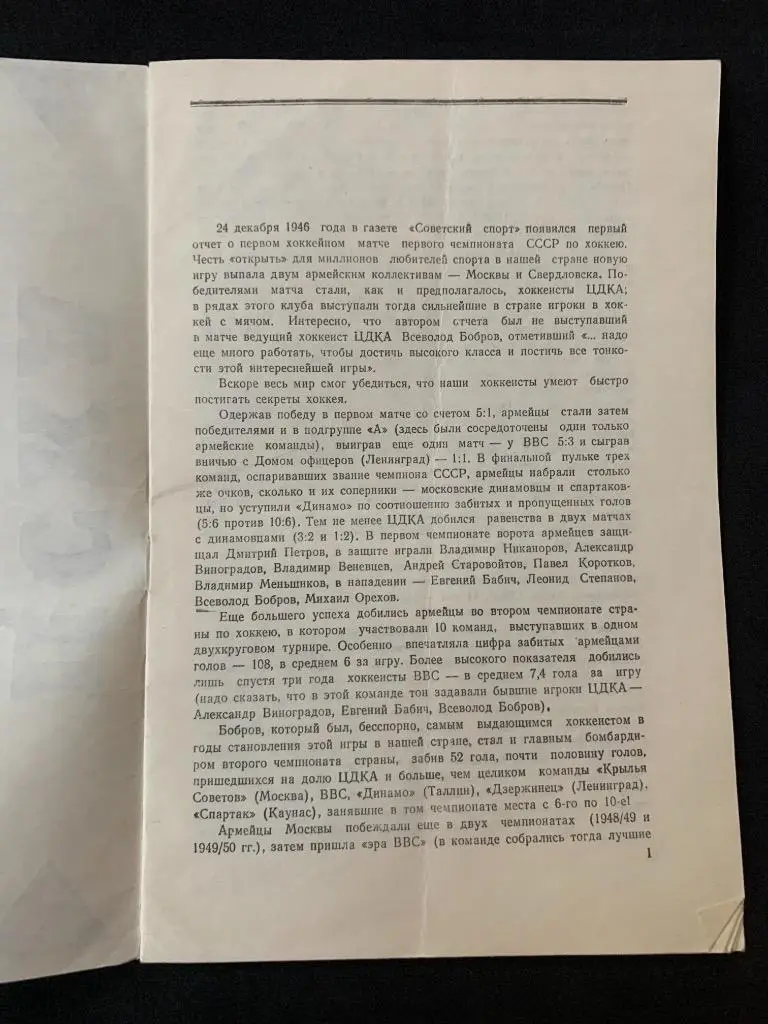 24 декабря 1946 года в газете «Советский спорт» появился первый
отчет о первом хоккейном матче первого чемпионата СССР по хоккею.
Честь «открыть» для миллионов любителей спорта в нашей стране новую
игру выпала двум армейским коллективам — Москвы и Свердловска. По-
бедителями матча стали, как и предполагалось, хоккеисты ЦДКА;
в рядах этого клуба выступали тогда сильнейшие в стране игроки в хок-
кей с мячом. Интересно, что автором отчета был не выступавший
в матче ведущий хоккеист ЦДКА Всеволод Бобров, отметивший «... надо
еще много работать, чтобы достичь высокого класса и постичь все тонко-
сти этой интереснейшей игры».
Вскоре весь мир смог убедиться, что наши хоккеисты умеют быстро
постигать секреты хоккея.
Одержав победу в первом матче со счетом 5:1, армейцы стали затем
победителями и в подгруппе «А» (здесь были сосредоточены одни только
армейские команды), выиграв еще один матч — у ВВС 5:3 и сыграв
вничью с Домом офицеров (Ленинград) — 1:1. В финальной пульке трех
команд, оспаривавших звание чемпиона СССР, армейцы набрали столько
же очков, сколько и их соперники — московские динамовцы и спартаков-
цы, но уступили «Динамо» по соотношению забитых и пропущенных голов
(5:6 против 10:6). Тем не менее ЦДКА добился равенства в двух матчах
с динамовцами (3:2 и 1:2). В первом чемпионате ворота армейцев защи-
щал Дмитрий Петров, в защите играли Владимир Никаноров, Александр
Виноградов, Владимир Веневцев, Андрей Старовойтов, Павел Коротков,
Владимир Меньшиков, в нападении — Евгений Бабич, Леонид Степанов,
Всеволод Бобров, Михаил Орехов.
Еще большего успеха добились армейцы во втором чемпионате стра-
ны по хоккею, в котором участвовали 10 команд, выступавших в одном
двухкруговом турнире. Особенно впечатляла цифра забитых армейцами
голов — 108, в среднем 6 за игру. Более высокого показателя добились
лишь спустя три года хоккеисты ВВС — в среднем 7,4 гола за игру
(надо сказать, что в этой команде тон задавали бывшие игроки ЦДКА —
Александр Виноградов, Евгений Бабич, Всеволод Бобров).
Бобров, который был, бесспорно, самым выдающимся хоккеистом в
годы становления этой игры в нашей стране, стал и главным бомбарди-
ром второго чемпионата страны, забив 52 гола, почти половину голов,
пришедшихся на долю ЦДКА и больше, чем целиком команды «Крылья
Советов» (Москва), ВВС, «Динамо» (Таллин), «Дзержинец» (Ленинград),
«Спартак» (Каунас), занявшие в том чемпионате места с 6-го по 10-е!
Армейцы Москвы побеждали еще в двух чемпионатах (1948/49 и
1949/50 гг.), затем пришла «эра ВВС» (в команде собрались тогда лучшие
1